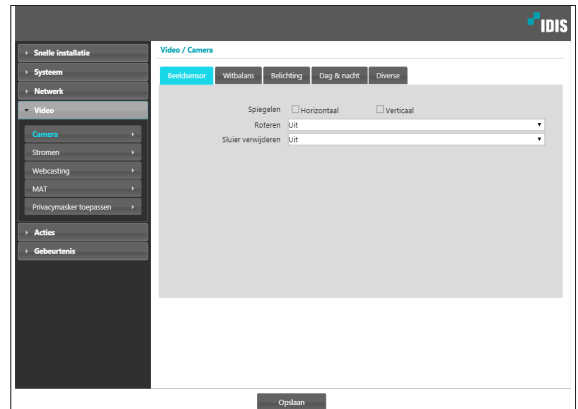 IDIS
Snelle installatie
Systeem
Netwerk
Video
Camera
Stromen
Webcasting
MAT
Privacymasker toepassen
Acties
Gebeurtenis
Video / Camera
Beeldsensor Witbalans Belichting Dag & nacht Diverse
Spiegelen Horizontaal Verticaal
Roteren Uit
Sluier verwijderen Uit
Opslaan